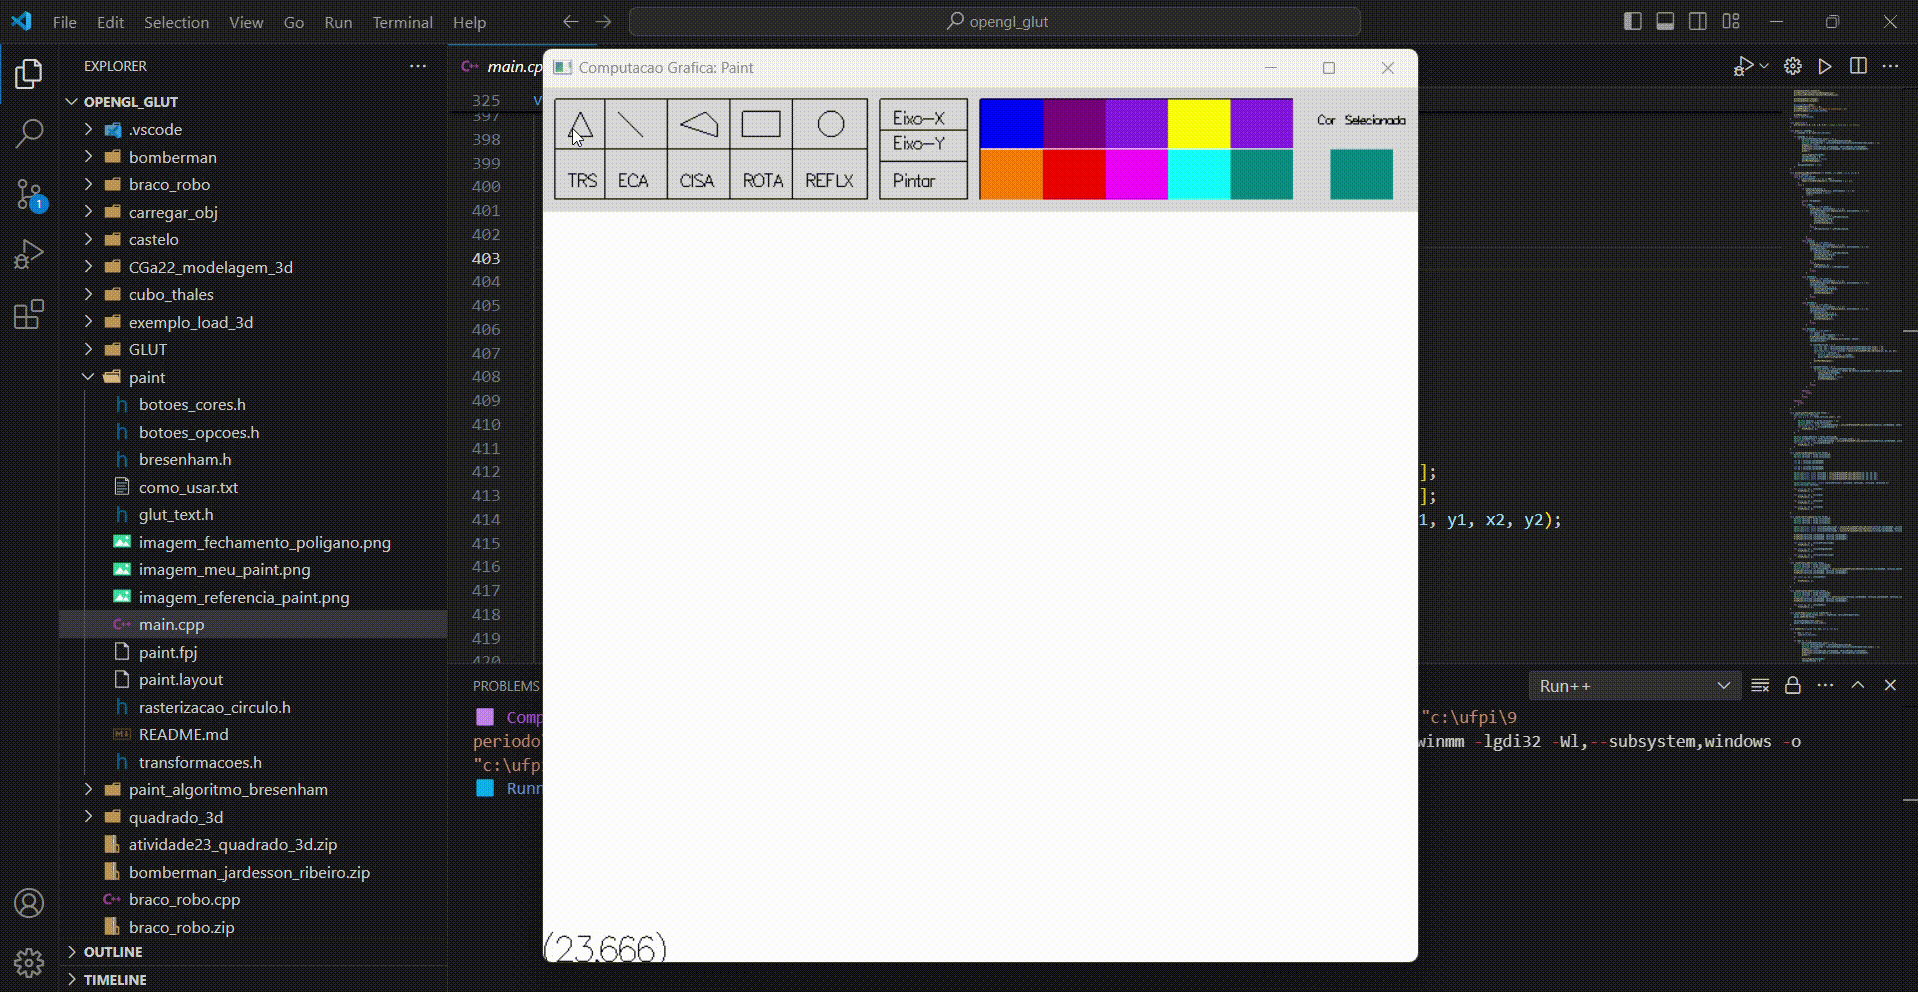 File Edit Selection View Go Run Terminal Help
opengl_glut
EXPLORER
OPENGL_GLUT
.vscode
bomberman
braco_robo
carregar_obj
castelo
CGa22_modelagem_3d
cubo_thales
exemplo_load_3d
GLUT
paint
botoes_cores.h
botoes_opcoes.h
bresenham.h
como_usar.txt
glut_text.h
imagem_fechamento_poligano.png
imagem_meu_paint.png
imagem_referencia_paint.png
main.cpp
paint.fpj
paint.layout
rasterizacao_circulo.h
README.md
transformacoes.h
paint_algoritmo_bresenham
quadrado_3d
atividade23_quadrado_3d.zip
bomberman_jardesson_ribeiro.zip
braco_robo.cpp
braco_robo.zip
OUTLINE
TIMELINE
1
main.cp
325 v
397
398
399
400
401
402
403
404
405
406
407
408
409
410
411
412 ];
413 ];
414 1, y1, x2, y2);
415
416
417
418
419
420
Computacao Grafica: Paint
Eixo-X
Eixo-Y
Pintar
TRS ECA CISA ROTA REFLX
Cor Selecionada
(23,666)
PROBLEMS
Run++
Comp "c:\ufpi\9
periodo winmm -lgdi32 -Wl,--subsystem,windows -o
"c:\ufp
Runn